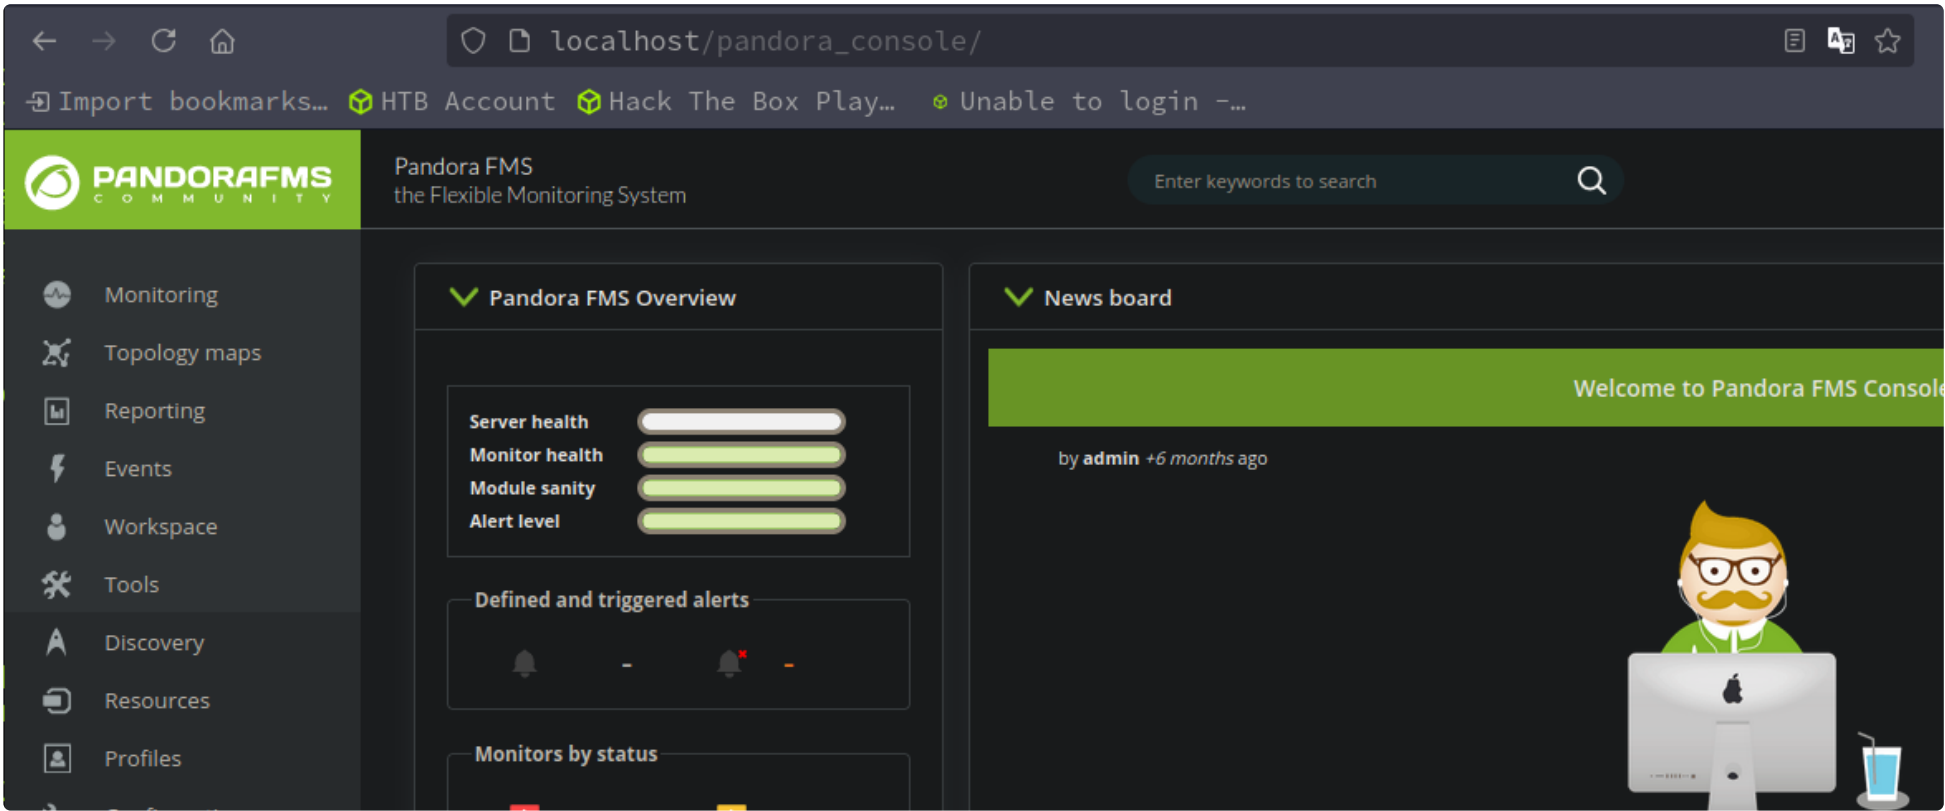 localhost/pandora_console/
Import bookmarks… HTB Account Hack The Box Play… Unable to login -…
PANDORAFMS
COMMUNITY
Pandora FMS
the Flexible Monitoring System
Enter keywords to search
Monitoring
Topology maps
Reporting
Events
Workspace
Tools
Discovery
Resources
Profiles
Pandora FMS Overview
Server health
Monitor health
Module sanity
Alert level
Defined and triggered alerts
- -
Monitors by status
News board
Welcome to Pandora FMS Console
by admin +6 months ago